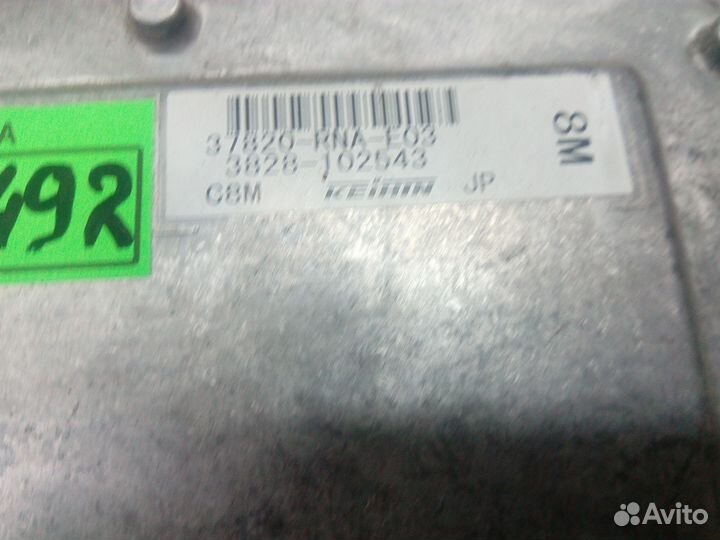 A
492
37820-RNA-E03
3828-102543
C8M KEIHIN JP
8M
Avito